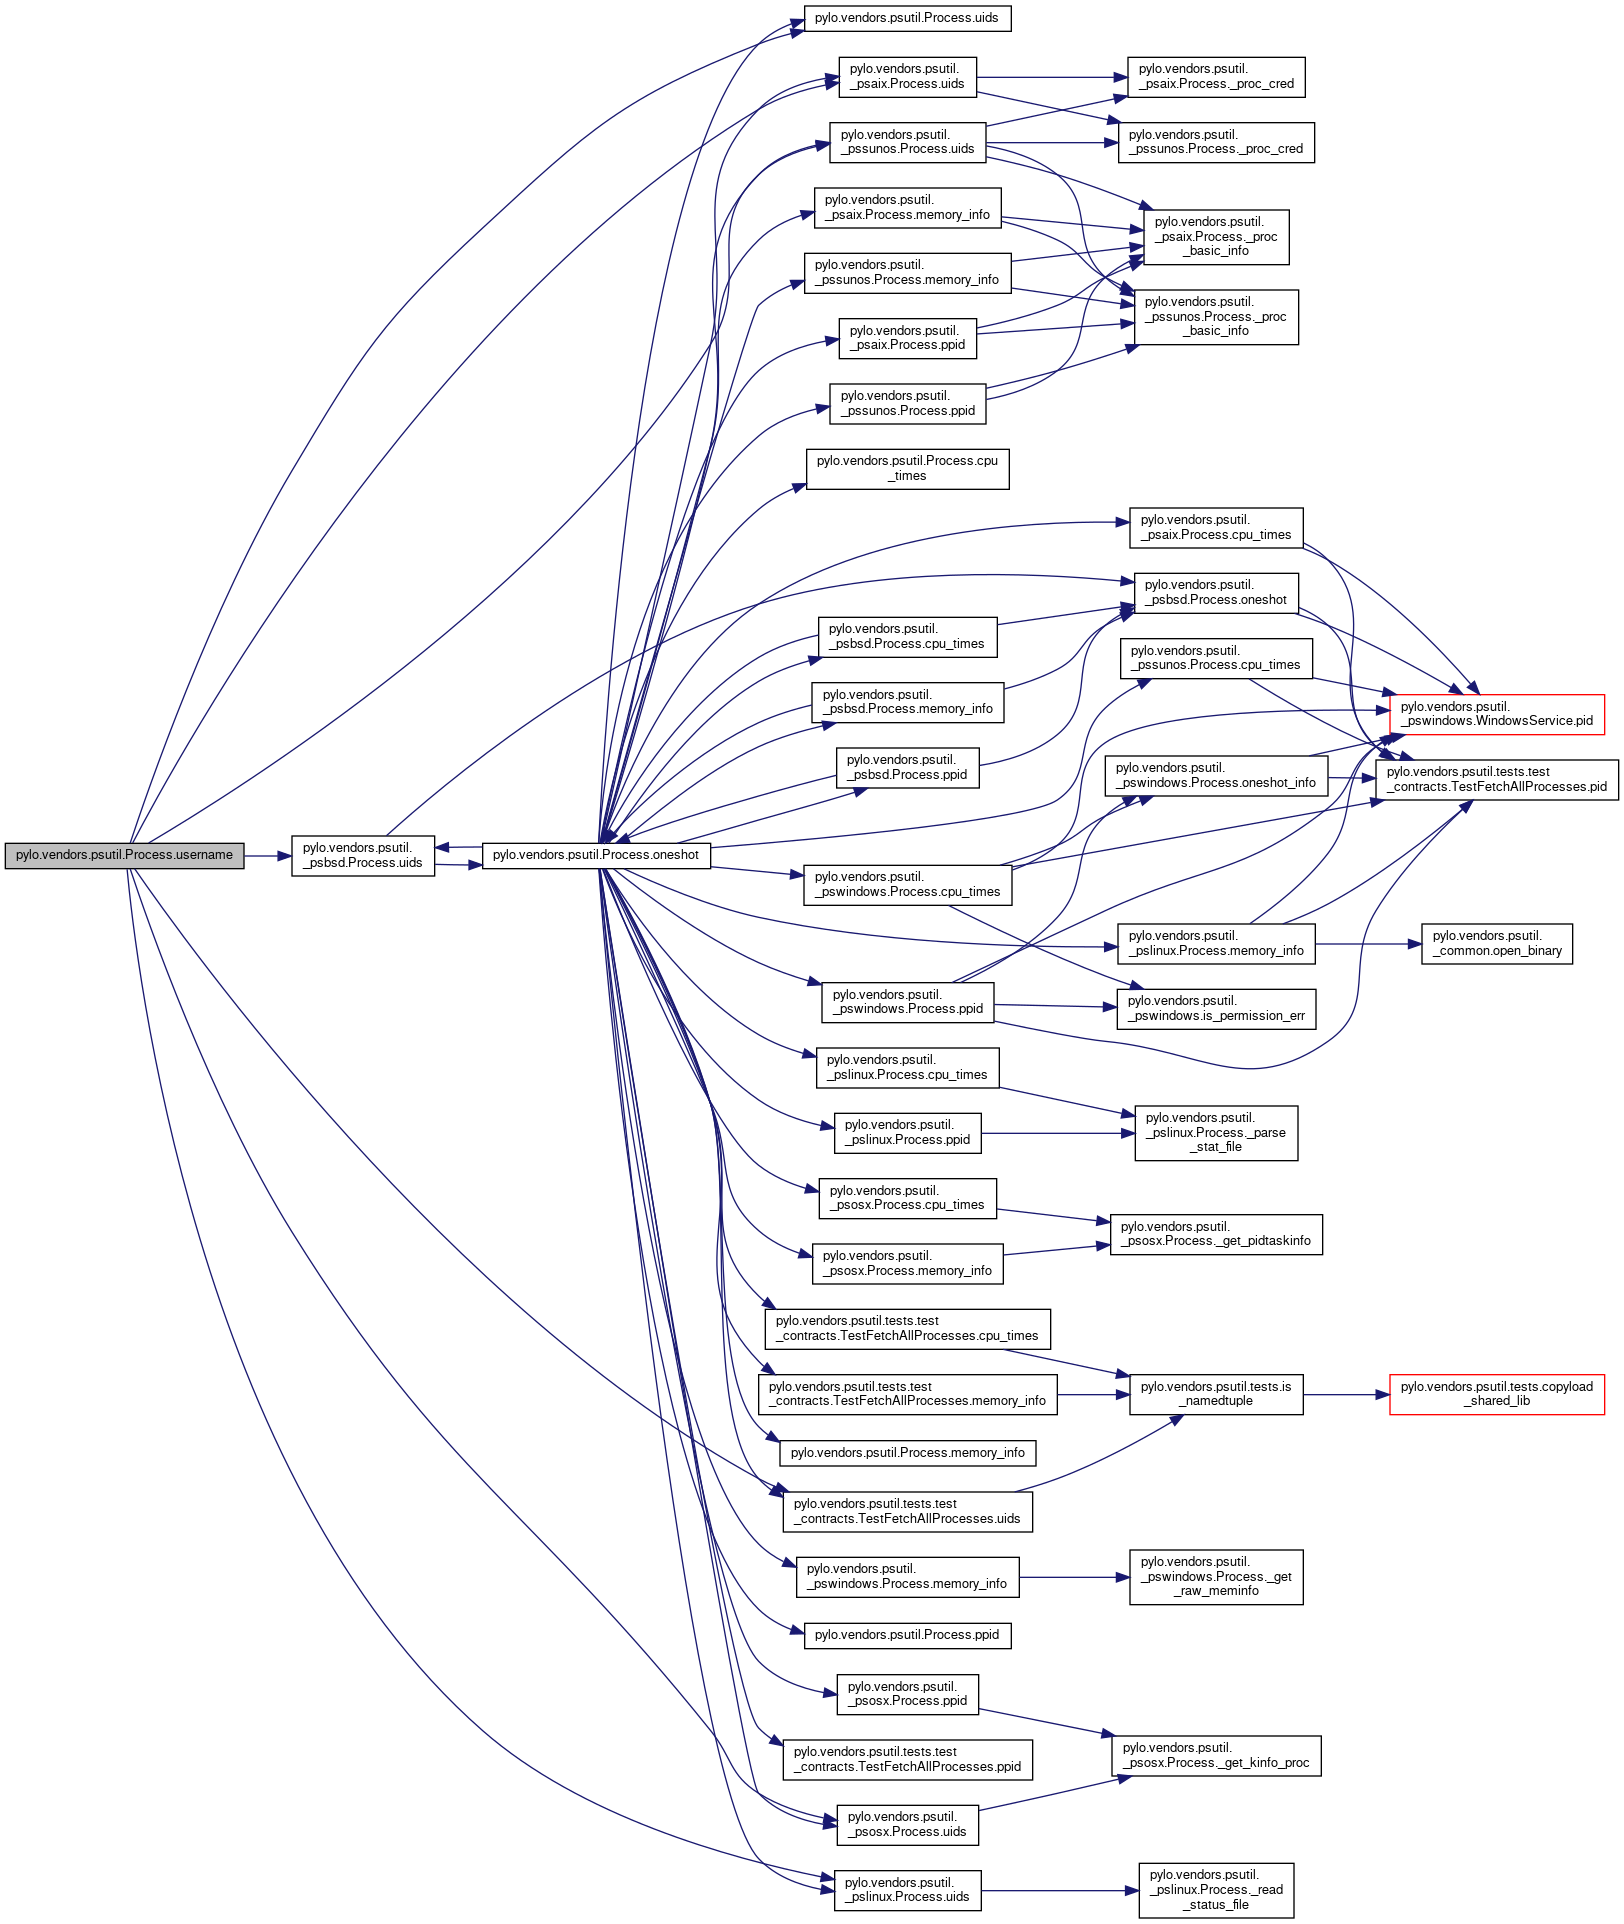 pylo.vendors.psutil.Process.username
pylo.vendors.psutil.
_psbsd.Process.uids
pylo.vendors.psutil.Process.oneshot
pylo.vendors.psutil.Process.uids
pylo.vendors.psutil.
_psaix.Process.uids
pylo.vendors.psutil.
_pssunos.Process.uids
pylo.vendors.psutil.
_psaix.Process.memory_info
pylo.vendors.psutil.
_pssunos.Process.memory_info
pylo.vendors.psutil.
_psaix.Process.ppid
pylo.vendors.psutil.
_pssunos.Process.ppid
pylo.vendors.psutil.Process.cpu
_times
pylo.vendors.psutil.
_psbsd.Process.cpu_times
pylo.vendors.psutil.
_psbsd.Process.memory_info
pylo.vendors.psutil.
_psbsd.Process.ppid
pylo.vendors.psutil.
_pswindows.Process.cpu_times
pylo.vendors.psutil.
_pswindows.Process.ppid
pylo.vendors.psutil.
_pslinux.Process.cpu_times
pylo.vendors.psutil.
_pslinux.Process.ppid
pylo.vendors.psutil.
_psosx.Process.cpu_times
pylo.vendors.psutil.
_psosx.Process.memory_info
pylo.vendors.psutil.tests.test
_contracts.TestFetchAllProcesses.cpu_times
pylo.vendors.psutil.tests.test
_contracts.TestFetchAllProcesses.memory_info
pylo.vendors.psutil.Process.memory_info
pylo.vendors.psutil.tests.test
_contracts.TestFetchAllProcesses.uids
pylo.vendors.psutil.
_pswindows.Process.memory_info
pylo.vendors.psutil.Process.ppid
pylo.vendors.psutil.
_psosx.Process.ppid
pylo.vendors.psutil.tests.test
_contracts.TestFetchAllProcesses.ppid
pylo.vendors.psutil.
_psosx.Process.uids
pylo.vendors.psutil.
_pslinux.Process.uids
pylo.vendors.psutil.
_psaix.Process._proc_cred
pylo.vendors.psutil.
_pssunos.Process._proc_cred
pylo.vendors.psutil.
_psaix.Process._proc
_basic_info
pylo.vendors.psutil.
_pssunos.Process._proc
_basic_info
pylo.vendors.psutil.
_psaix.Process.cpu_times
pylo.vendors.psutil.
_psbsd.Process.oneshot
pylo.vendors.psutil.
_pssunos.Process.cpu_times
pylo.vendors.psutil.
_pswindows.Process.oneshot_info
pylo.vendors.psutil.
_pslinux.Process.memory_info
pylo.vendors.psutil.
_pswindows.is_permission_err
pylo.vendors.psutil.
_pslinux.Process._parse
_stat_file
pylo.vendors.psutil.
_psosx.Process._get_pidtaskinfo
pylo.vendors.psutil.tests.is
_namedtuple
pylo.vendors.psutil.
_pswindows.Process._get
_raw_meminfo
pylo.vendors.psutil.
_psosx.Process._get_kinfo_proc
pylo.vendors.psutil.
_pslinux.Process._read
_status_file
pylo.vendors.psutil.
_pswindows.WindowsService.pid
pylo.vendors.psutil.tests.test
_contracts.TestFetchAllProcesses.pid
pylo.vendors.psutil.
_common.open_binary
pylo.vendors.psutil.tests.copyload
_shared_lib